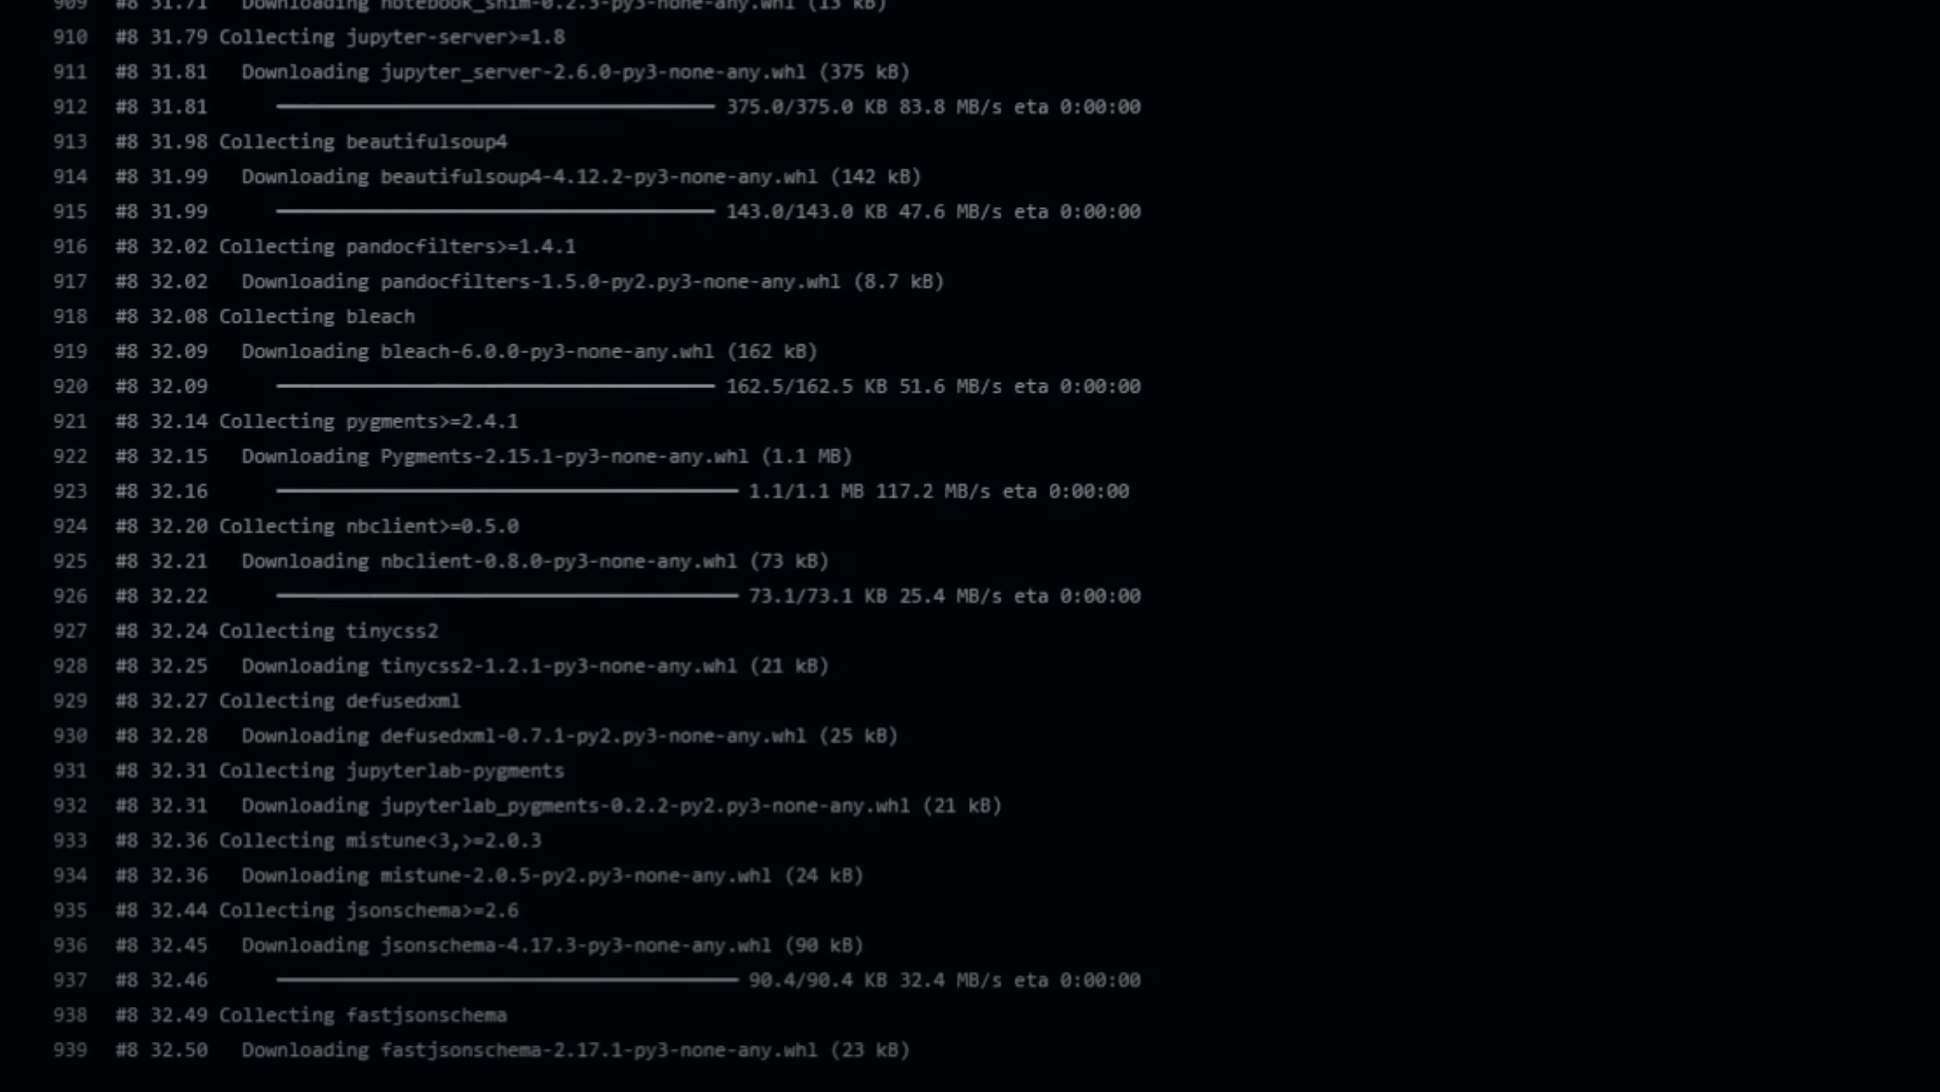 909 #8 31.71 Downloading notebook_shim-0.2.3-py3-none-any.whl (13 kB)
910 #8 31.79 Collecting jupyter-server>=1.8
911 #8 31.81 Downloading jupyter_server-2.6.0-py3-none-any.whl (375 kB)
912 #8 31.81 375.0/375.0 KB 83.8 MB/s eta 0:00:00
913 #8 31.98 Collecting beautifulsoup4
914 #8 31.99 Downloading beautifulsoup4-4.12.2-py3-none-any.whl (142 kB)
915 #8 31.99 143.0/143.0 KB 47.6 MB/s eta 0:00:00
916 #8 32.02 Collecting pandocfilters>=1.4.1
917 #8 32.02 Downloading pandocfilters-1.5.0-py2.py3-none-any.whl (8.7 kB)
918 #8 32.08 Collecting bleach
919 #8 32.09 Downloading bleach-6.0.0-py3-none-any.whl (162 kB)
920 #8 32.09 162.5/162.5 KB 51.6 MB/s eta 0:00:00
921 #8 32.14 Collecting pygments>=2.4.1
922 #8 32.15 Downloading Pygments-2.15.1-py3-none-any.whl (1.1 MB)
923 #8 32.16 1.1/1.1 MB 117.2 MB/s eta 0:00:00
924 #8 32.20 Collecting nbclient>=0.5.0
925 #8 32.21 Downloading nbclient-0.8.0-py3-none-any.whl (73 kB)
926 #8 32.22 73.1/73.1 KB 25.4 MB/s eta 0:00:00
927 #8 32.24 Collecting tinycss2
928 #8 32.25 Downloading tinycss2-1.2.1-py3-none-any.whl (21 kB)
929 #8 32.27 Collecting defusedxml
930 #8 32.28 Downloading defusedxml-0.7.1-py2.py3-none-any.whl (25 kB)
931 #8 32.31 Collecting jupyterlab-pygments
932 #8 32.31 Downloading jupyterlab_pygments-0.2.2-py2.py3-none-any.whl (21 kB)
933 #8 32.36 Collecting mistune<3,>=2.0.3
934 #8 32.36 Downloading mistune-2.0.5-py2.py3-none-any.whl (24 kB)
935 #8 32.44 Collecting jsonschema>=2.6
936 #8 32.45 Downloading jsonschema-4.17.3-py3-none-any.whl (90 kB)
937 #8 32.46 90.4/90.4 KB 32.4 MB/s eta 0:00:00
938 #8 32.49 Collecting fastjsonschema
939 #8 32.50 Downloading fastjsonschema-2.17.1-py3-none-any.whl (23 kB)